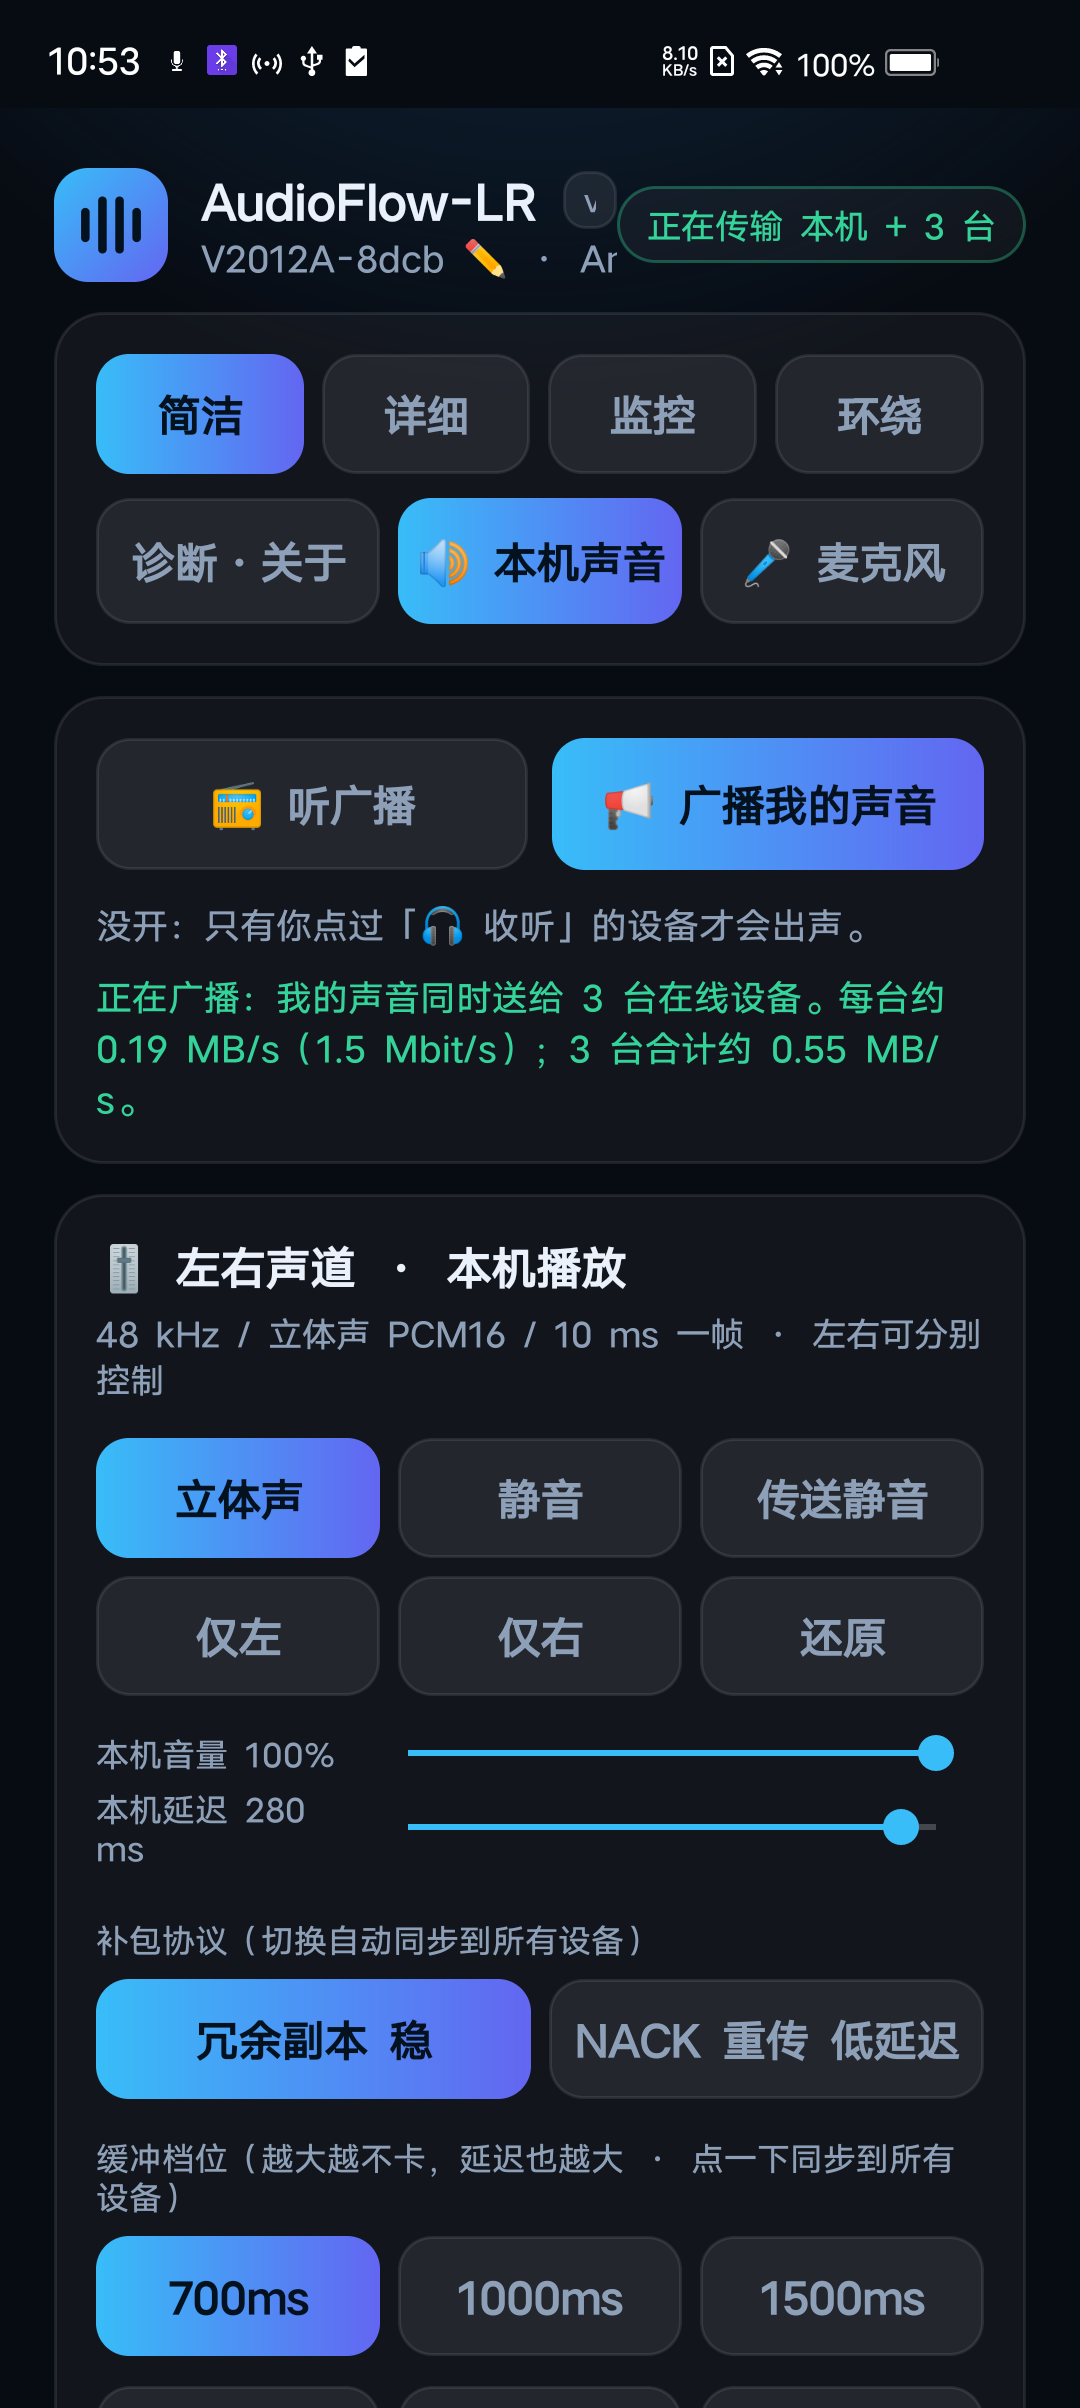 10:53 8.10 KB/s 100%
AudioFlow-LR v
正在传输 本机 + 3 台
V2012A-8dcb ✏️ · Ar
简洁 详细 监控 环绕
诊断 · 关于 🔊 本机声音 🎤 麦克风
📻 听广播 📢 广播我的声音
没开：只有你点过「🎧 收听」的设备才会出声。
正在广播：我的声音同时送给 3 台在线设备。每台约
0.19 MB/s（1.5 Mbit/s）；3 台合计约 0.55 MB/
s。
🎚️ 左右声道 · 本机播放
48 kHz / 立体声 PCM16 / 10 ms 一帧 · 左右可分别
控制
立体声 静音 传送静音
仅左 仅右 还原
本机音量 100%
本机延迟 280
ms
补包协议（切换自动同步到所有设备）
冗余副本 稳 NACK 重传 低延迟
缓冲档位（越大越不卡，延迟也越大 · 点一下同步到所有
设备）
700ms 1000ms 1500ms